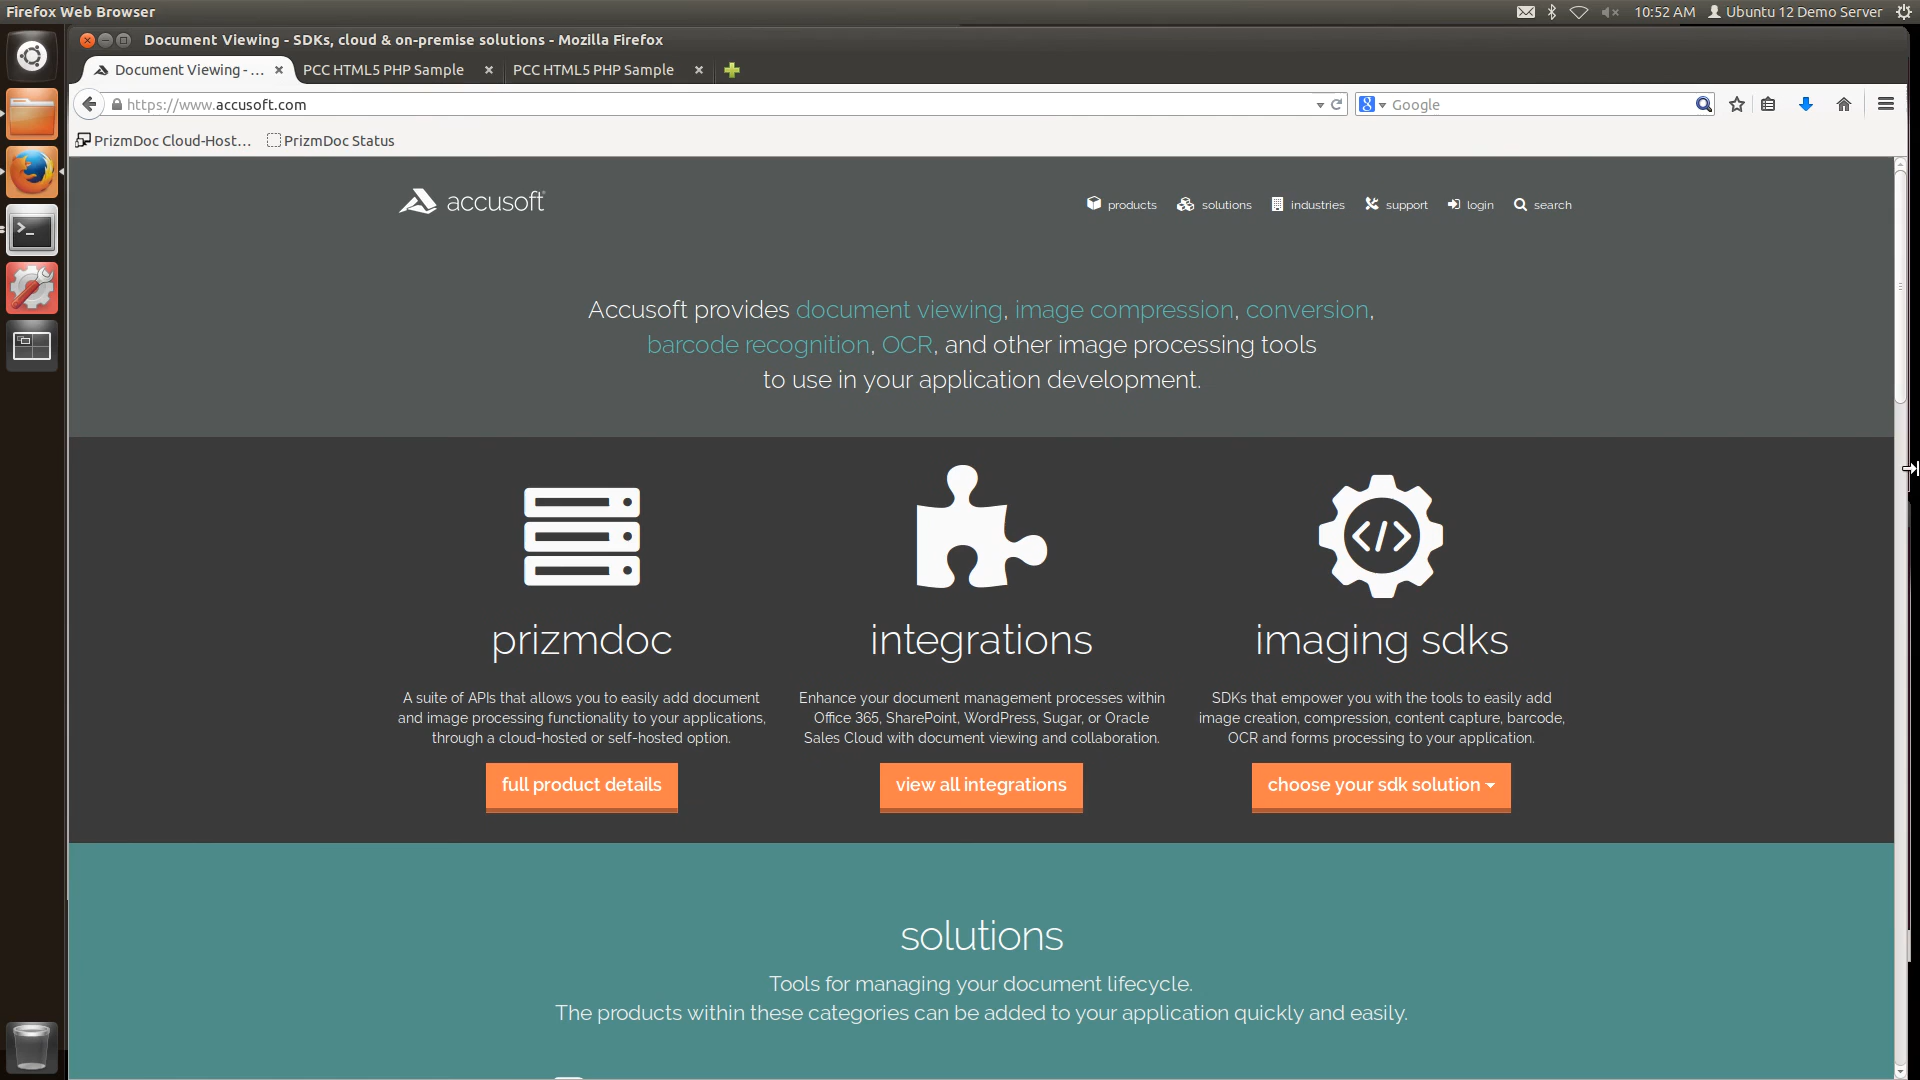 Firefox Web Browser
10:52 AM Ubuntu 12 Demo Server
Document Viewing - SDKs, cloud & on-premise solutions - Mozilla Firefox
Document Viewing - ... PCC HTML5 PHP Sample PCC HTML5 PHP Sample
https://www.accusoft.com
8 Google
PrizmDoc Cloud-Host... PrizmDoc Status
accusoft
products solutions industries support login search
Accusoft provides document viewing, image compression, conversion,
barcode recognition, OCR, and other image processing tools
to use in your application development.
prizmdoc
A suite of APIs that allows you to easily add document
and image processing functionality to your applications,
through a cloud-hosted or self-hosted option.
full product details
integrations
Enhance your document management processes within
Office 365, SharePoint, WordPress, Sugar, or Oracle
Sales Cloud with document viewing and collaboration.
view all integrations
</>
imaging sdks
SDKs that empower you with the tools to easily add
image creation, compression, content capture, barcode,
OCR and forms processing to your application.
choose your sdk solution
solutions
Tools for managing your document lifecycle.
The products within these categories can be added to your application quickly and easily.